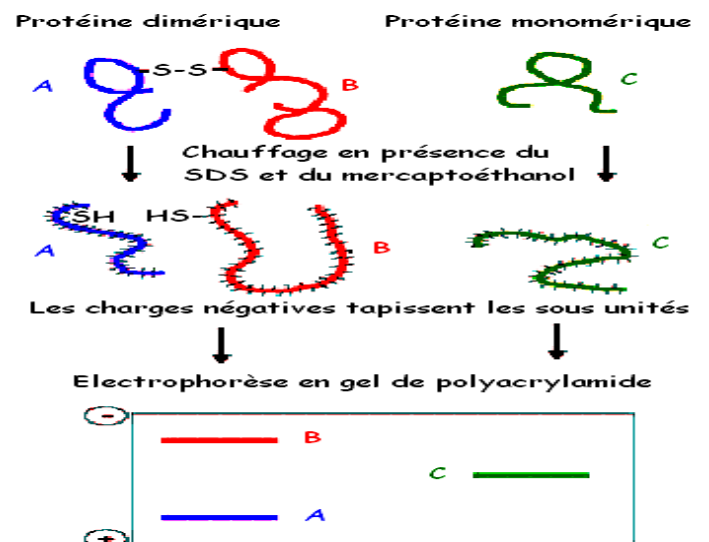 Protéine dimérique Protéine monomérique
A -S-S- B C
Chauffage en présence du
SDS et du mercaptoéthanol
SH HS-
A B C
Les charges négatives tapissent les sous unités
Electrophorèse en gel de polyacrylamide
-
B
C
A
+